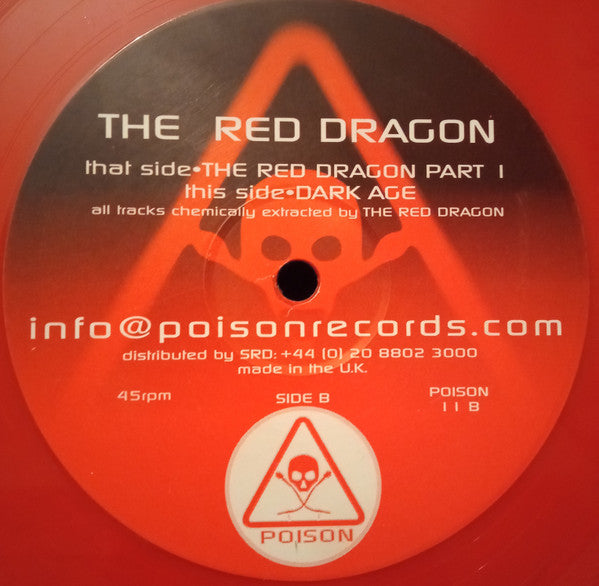 THE RED DRAGON
that side•THE RED DRAGON PART 1
this side•DARK AGE
all tracks chemically extracted by THE RED DRAGON
info@poisonrecords.com
distributed by SRD: +44 (0) 20 8802 3000
made in the U.K.
45rpm SIDE B POISON
11 B
POISON